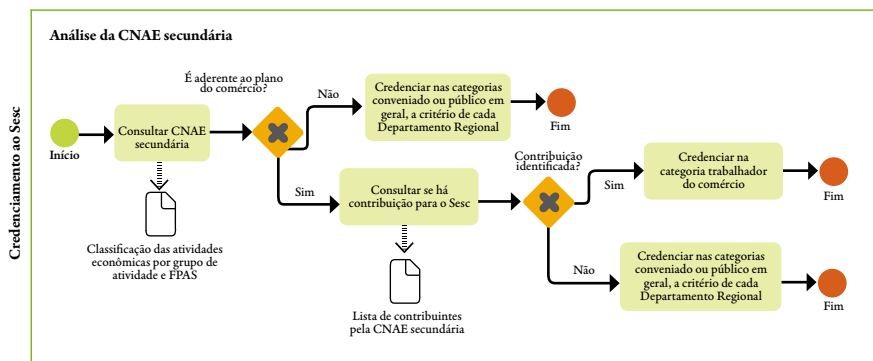 Credenciamento ao Sesc
Análise da CNAE secundária
Início
Consultar CNAE
secundária
Classificação das atividades
econômicas por grupo de
atividade e FPAS
É aderente ao plano
do comércio?
Não
Credenciar nas categorias
conveniado ou público em
geral, a critério de cada
Departamento Regional
Fim
Sim
Consultar se há
contribuição para o Sesc
Lista de contribuintes
pela CNAE secundária
Contribuição
identificada?
Sim
Credenciar na
categoria trabalhador
do comércio
Fim
Não
Credenciar nas categorias
conveniado ou público em
geral, a critério de cada
Departamento Regional
Fim